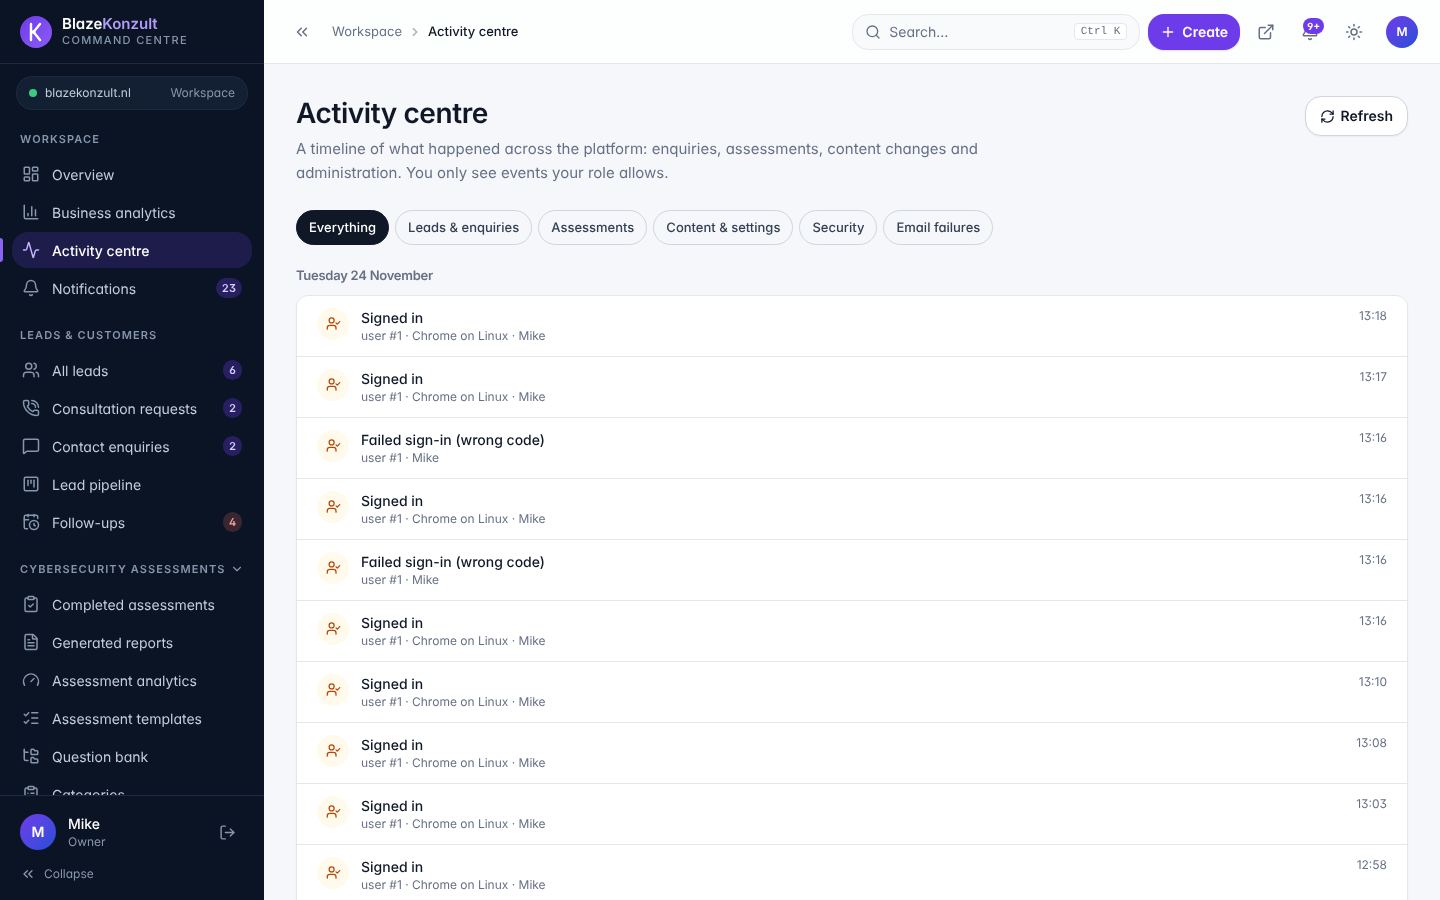 BlazeKonzult
COMMAND CENTRE
blazekonzult.nl Workspace
WORKSPACE
Overview
Business analytics
Activity centre
Notifications 23
LEADS & CUSTOMERS
All leads 6
Consultation requests 2
Contact enquiries 2
Lead pipeline
Follow-ups 4
CYBERSECURITY ASSESSMENTS
Completed assessments
Generated reports
Assessment analytics
Assessment templates
Question bank
Categories
M
Mike
Owner
Collapse
Workspace Activity centre
Search... Ctrl K
Create
9+
M
Activity centre
Refresh
A timeline of what happened across the platform: enquiries, assessments, content changes and
administration. You only see events your role allows.
Everything Leads & enquiries Assessments Content & settings Security Email failures
Tuesday 24 November
Signed in 13:18
user #1 · Chrome on Linux · Mike
Signed in 13:17
user #1 · Chrome on Linux · Mike
Failed sign-in (wrong code) 13:16
user #1 · Mike
Signed in 13:16
user #1 · Chrome on Linux · Mike
Failed sign-in (wrong code) 13:16
user #1 · Mike
Signed in 13:16
user #1 · Chrome on Linux · Mike
Signed in 13:10
user #1 · Chrome on Linux · Mike
Signed in 13:08
user #1 · Chrome on Linux · Mike
Signed in 13:03
user #1 · Chrome on Linux · Mike
Signed in 12:58
user #1 · Chrome on Linux · Mike